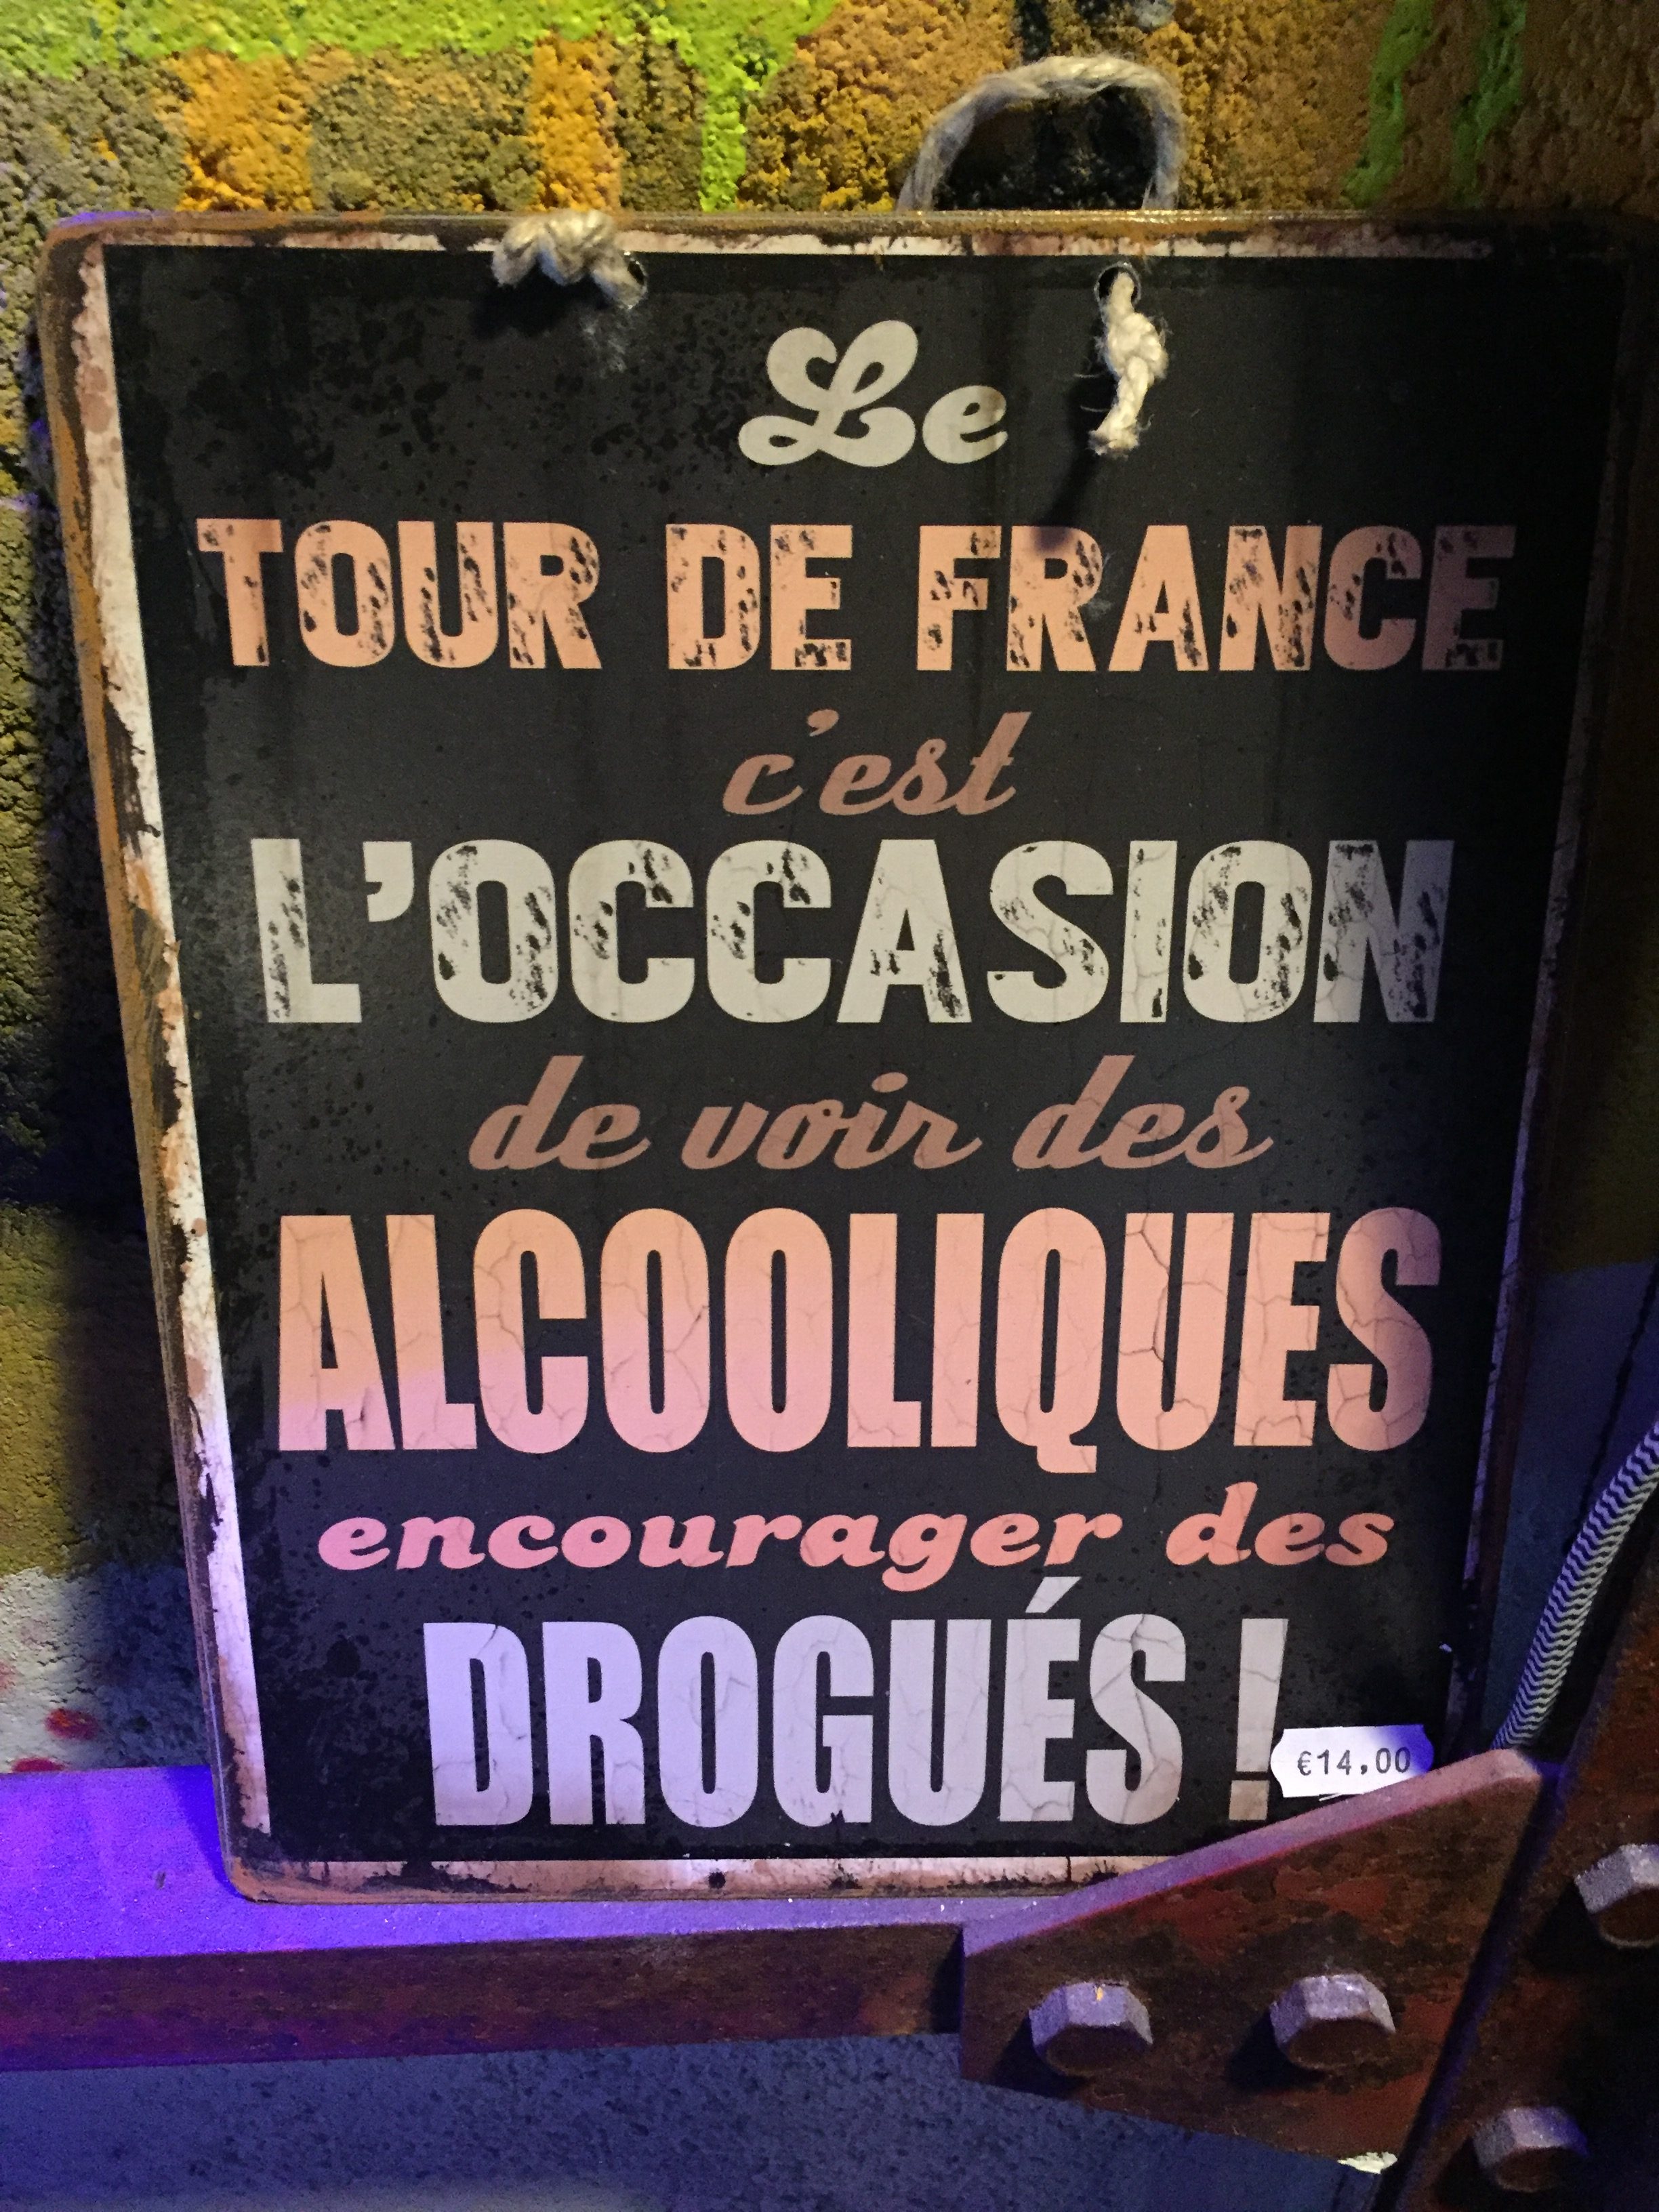 Le
TOUR DE FRANCE
c'est
L'OCCASION
de voir des
ALCOOLIQUES
encourager des
DROGUÉS !
€14,00